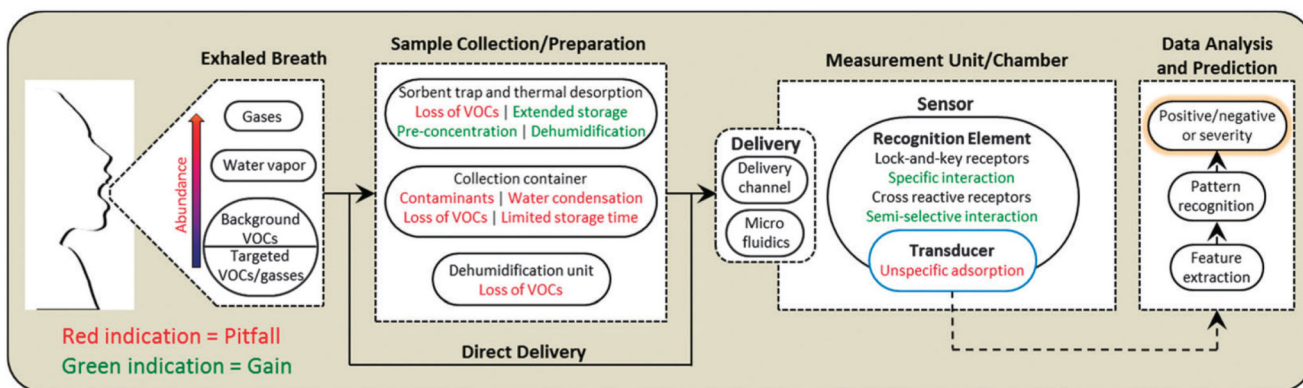 Exhaled Breath
Abundance
Gases
Water vapor
Background
VOCs
Targeted
VOCs/gasses
Red indication = Pitfall
Green indication = Gain
Sample Collection/Preparation
Sorbent trap and thermal desorption
Loss of VOCs | Extended storage
Pre-concentration | Dehumidification
Collection container
Contaminants | Water condensation
Loss of VOCs | Limited storage time
Dehumidification unit
Loss of VOCs
Direct Delivery
Measurement Unit/Chamber
Delivery
Delivery
channel
Micro
fluidics
Sensor
Recognition Element
Lock-and-key receptors
Specific interaction
Cross reactive receptors
Semi-selective interaction
Transducer
Unspecific adsorption
Data Analysis
and Prediction
Positive/negative
or severity
Pattern
recognition
Feature
extraction